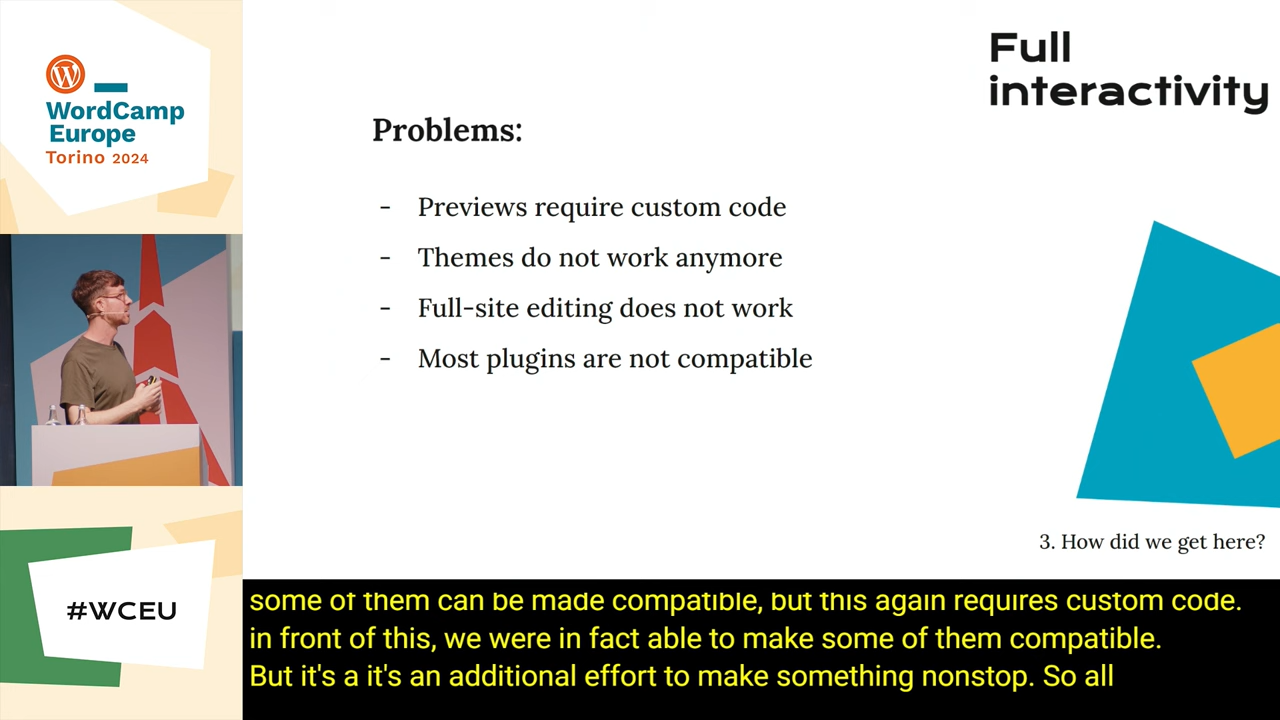 WordCamp
Europe
Torino 2024
Full
interactivity
Problems:
- Previews require custom code
- Themes do not work anymore
- Full-site editing does not work
- Most plugins are not compatible
3. How did we get here?
#WCEU
some of them can be made compatible, but this again requires custom code.
in front of this, we were in fact able to make some of them compatible.
But it's a it's an additional effort to make something nonstop. So all